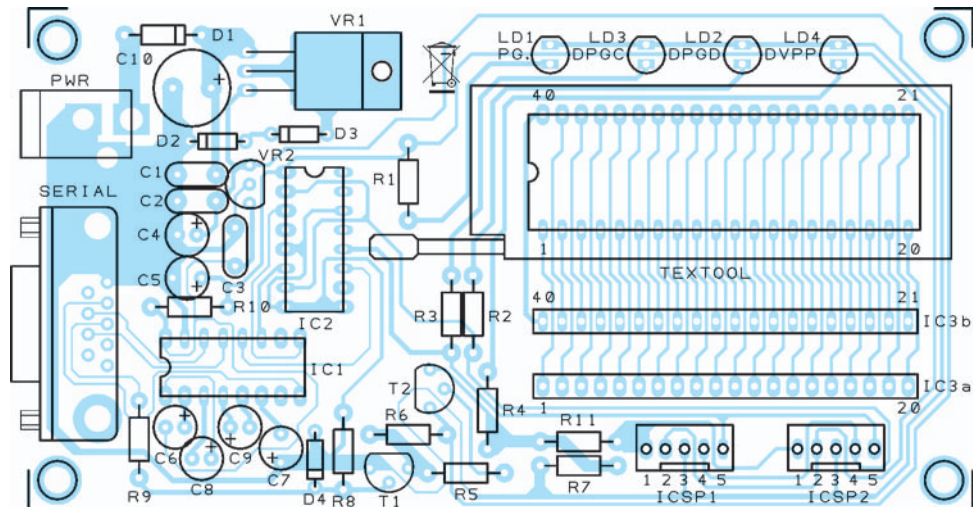 VR1
D1
C10
PWR
D2
D3
VR2
C1
C2
SERIAL
C4
C5
C3
R10
IC2
IC1
R1
LD1 LD3 LD2 LD4
PG. DPGC DPGD DVPP
40 21
1 20
TEXTOOL
40 21
R3 R2
IC3b
IC3a
1 20
T2
R4
R6
R11
R5
R7
C6 C9
C8 C7
R9
D4
R8
T1
1 2 3 4 5
ICSP1
1 2 3 4 5
ICSP2